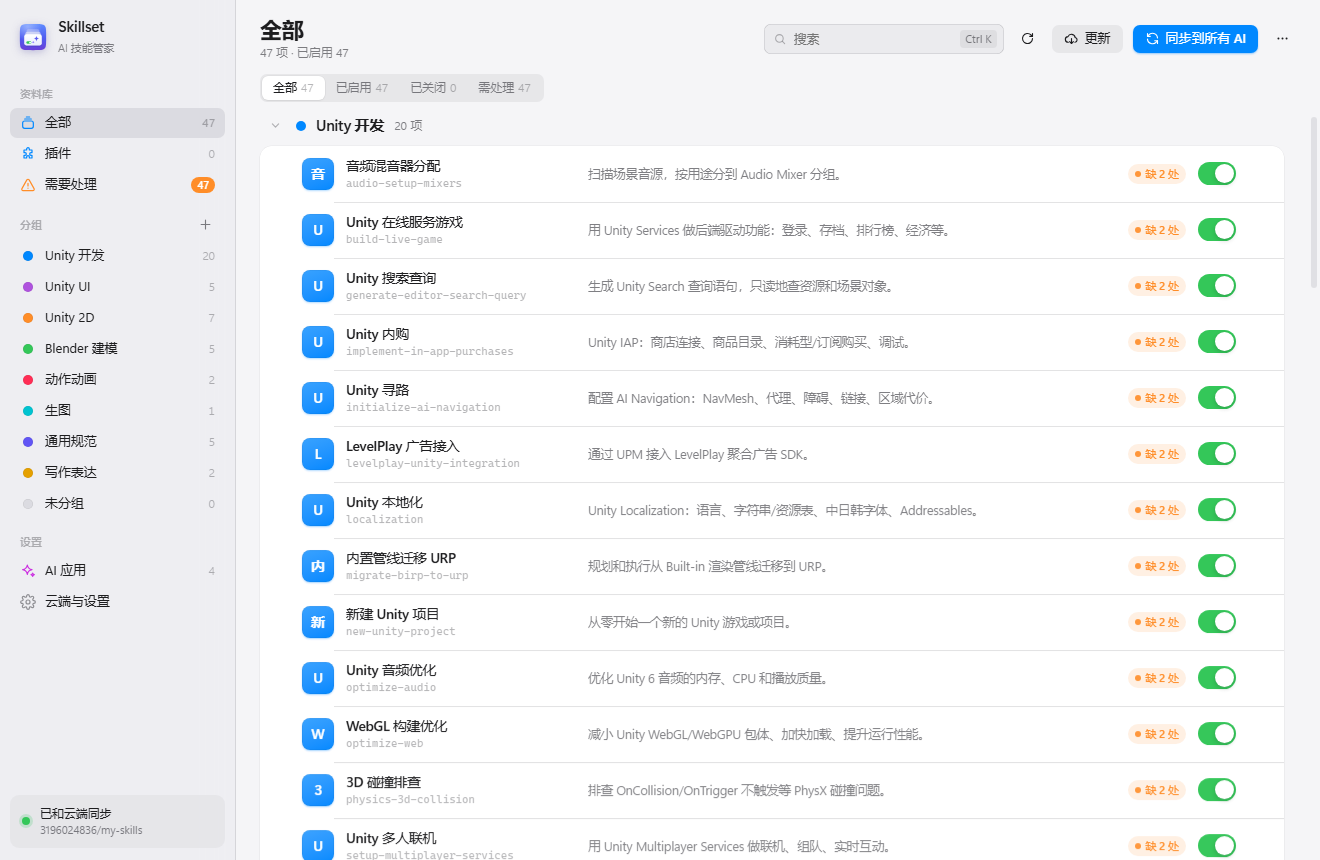 Skillset
AI 技能管家
资料库
全部 47
插件 0
需要处理 47
分组
Unity 开发 20
Unity UI 5
Unity 2D 7
Blender 建模 5
动作动画 2
生图 1
通用规范 5
写作表达 2
未分组 0
设置
AI 应用 4
云端与设置
已和云端同步
3196024836/my-skills
全部
47 项 · 已启用 47
搜索 Ctrl K
更新
同步到所有 AI
全部 47 已启用 47 已关闭 0 需处理 47
Unity 开发 20 项
音 音频混音器分配
audio-setup-mixers
扫描场景音源，按用途分到 Audio Mixer 分组。
缺 2 处
U Unity 在线服务游戏
build-live-game
用 Unity Services 做后端驱动功能：登录、存档、排行榜、经济等。
缺 2 处
U Unity 搜索查询
generate-editor-search-query
生成 Unity Search 查询语句，只读地查资源和场景对象。
缺 2 处
U Unity 内购
implement-in-app-purchases
Unity IAP：商店连接、商品目录、消耗型/订阅购买、调试。
缺 2 处
U Unity 寻路
initialize-ai-navigation
配置 AI Navigation：NavMesh、代理、障碍、链接、区域代价。
缺 2 处
L LevelPlay 广告接入
levelplay-unity-integration
通过 UPM 接入 LevelPlay 聚合广告 SDK。
缺 2 处
U Unity 本地化
localization
Unity Localization：语言、字符串/资源表、中日韩字体、Addressables。
缺 2 处
内 内置管线迁移 URP
migrate-birp-to-urp
规划和执行从 Built-in 渲染管线迁移到 URP。
缺 2 处
新 新建 Unity 项目
new-unity-project
从零开始一个新的 Unity 游戏或项目。
缺 2 处
U Unity 音频优化
optimize-audio
优化 Unity 6 音频的内存、CPU 和播放质量。
缺 2 处
W WebGL 构建优化
optimize-web
减小 Unity WebGL/WebGPU 包体、加快加载、提升运行性能。
缺 2 处
3 3D 碰撞排查
physics-3d-collision
排查 OnCollision/OnTrigger 不触发等 PhysX 碰撞问题。
缺 2 处
U Unity 多人联机
setup-multiplayer-services
用 Unity Multiplayer Services 做联机、组队、实时互动。
缺 2 处